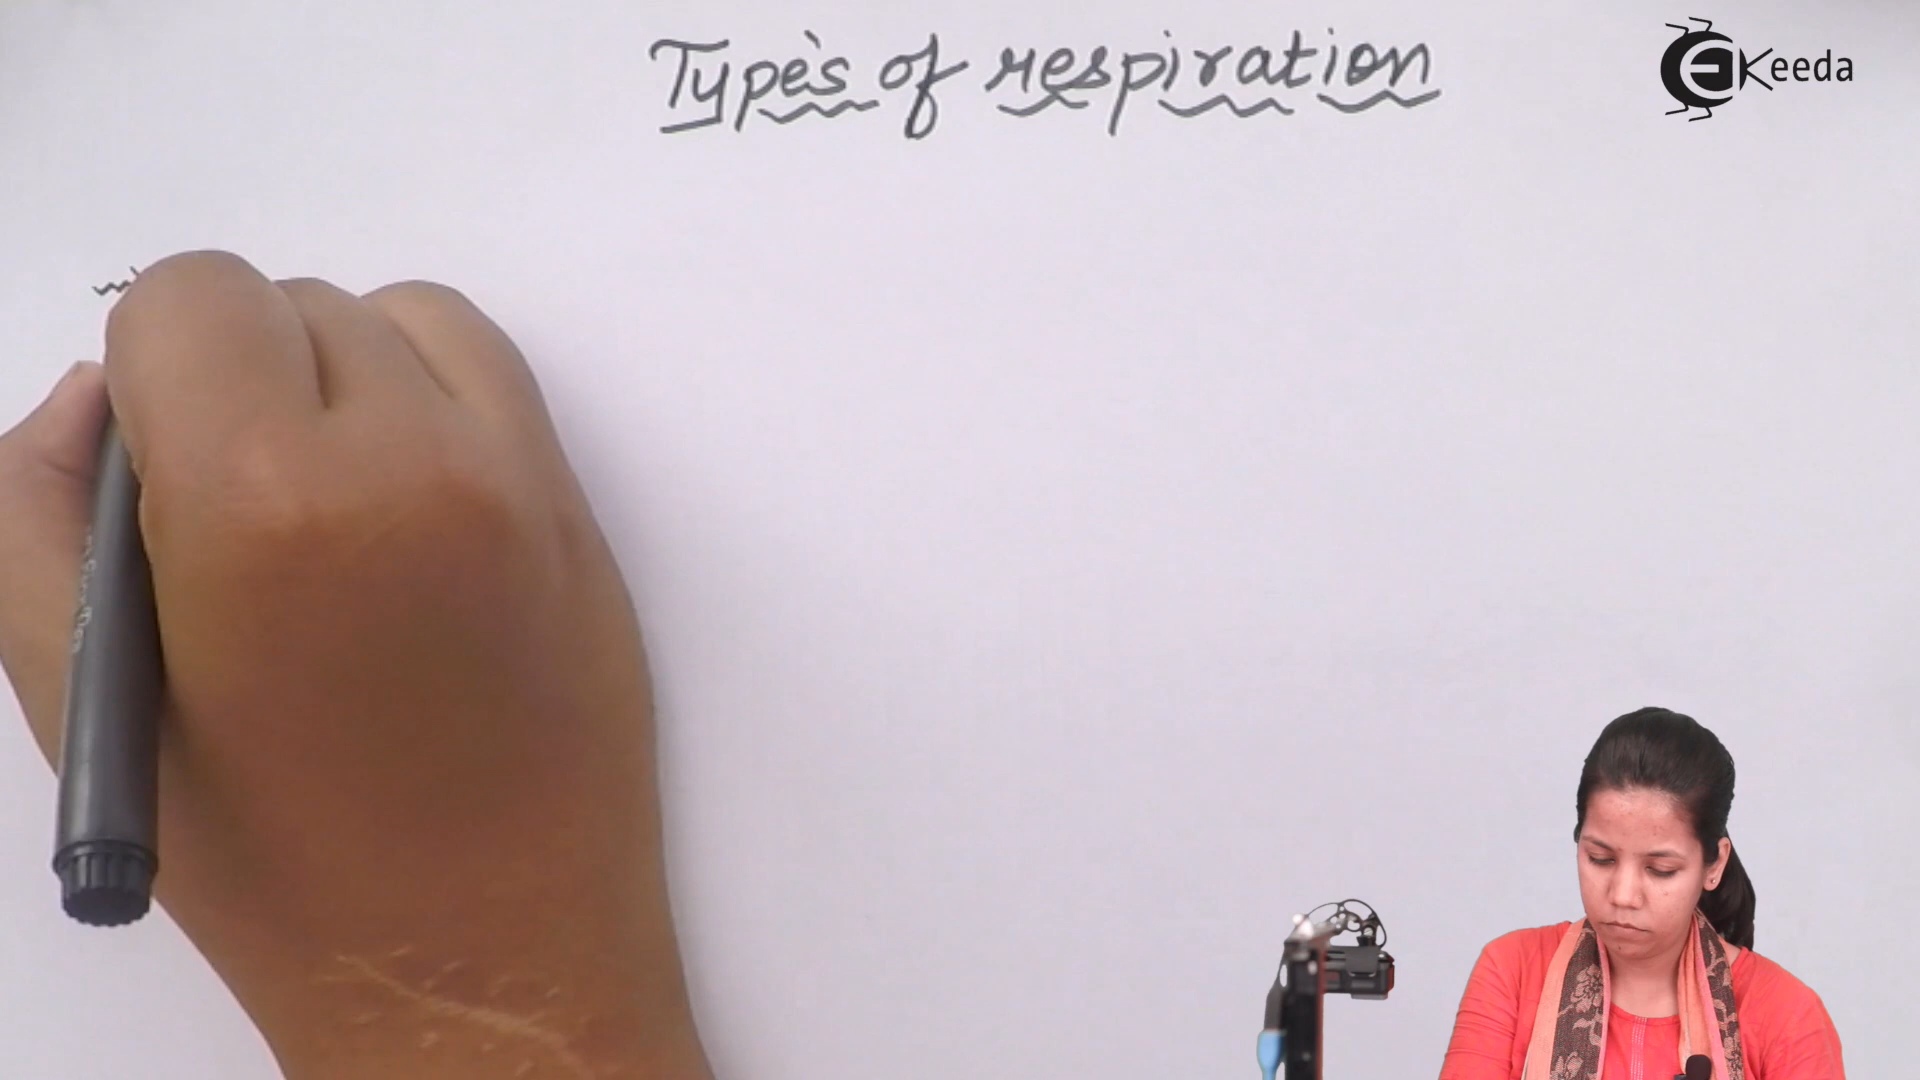 Types of respiration
EKeeda